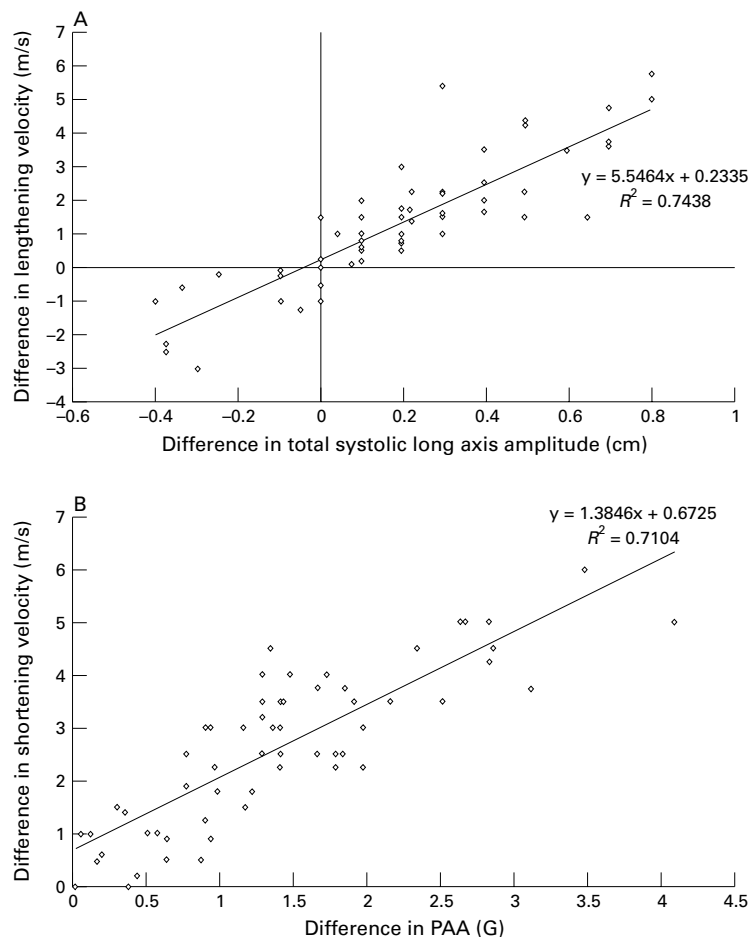 A
7
6
5
4
3
2
1
0
–1
–2
–3
–4
Difference in lengthening velocity (m/s)
y = 5.5464x + 0.2335
R² = 0.7438
–0.6 –0.4 –0.2 0 0.2 0.4 0.6 0.8 1
Difference in total systolic long axis amplitude (cm)
B
7
6
5
4
3
2
1
0
Difference in shortening velocity (m/s)
y = 1.3846x + 0.6725
R² = 0.7104
0 0.5 1 1.5 2 2.5 3 3.5 4 4.5
Difference in PAA (G)